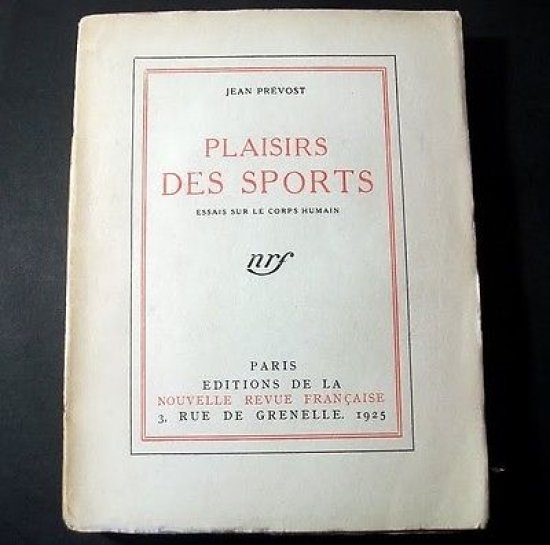 JEAN PRÉVOST
PLAISIRS
DES SPORTS
ESSAIS SUR LE CORPS HUMAIN
nrf
PARIS
EDITIONS DE LA
NOUVELLE REVUE FRANÇAISE
3, RUE DE GRENELLE. 1925